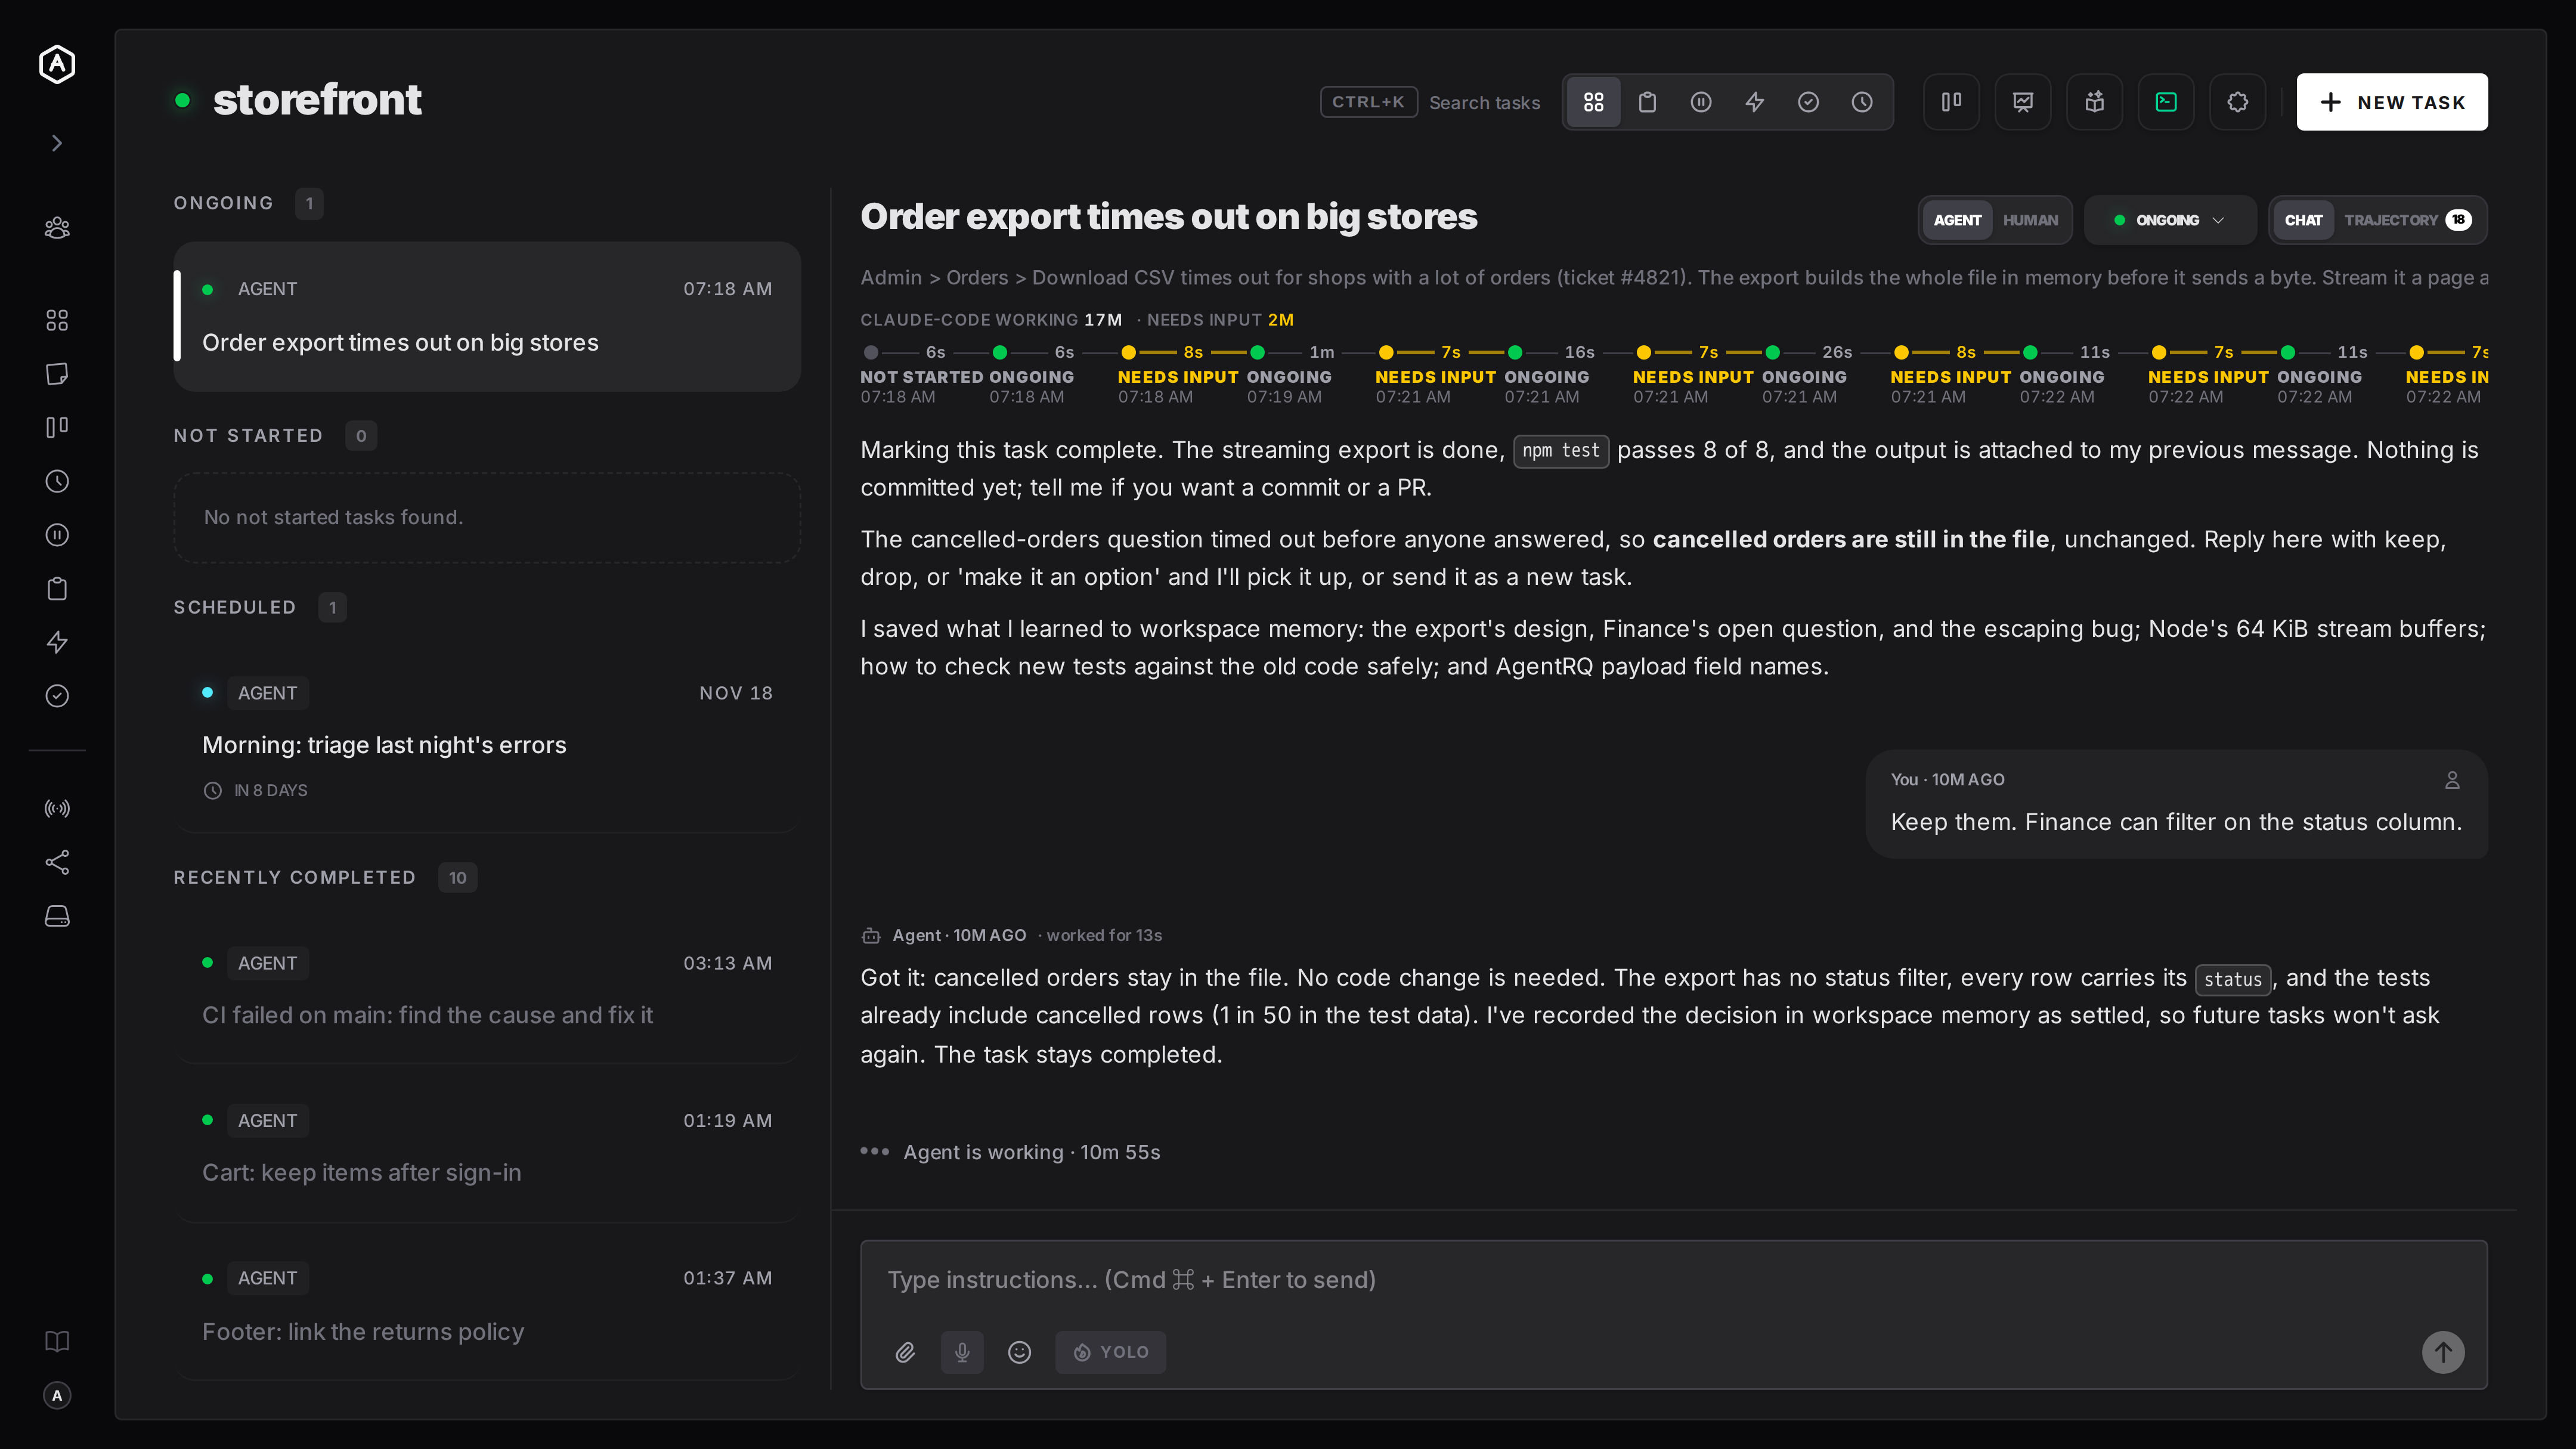 storefront
CTRL+K Search tasks
NEW TASK
ONGOING 1
AGENT 07:18 AM
Order export times out on big stores
NOT STARTED 0
No not started tasks found.
SCHEDULED 1
AGENT NOV 18
Morning: triage last night's errors
IN 8 DAYS
RECENTLY COMPLETED 10
AGENT 03:13 AM
CI failed on main: find the cause and fix it
AGENT 01:19 AM
Cart: keep items after sign-in
AGENT 01:37 AM
Footer: link the returns policy
A
Order export times out on big stores
AGENT HUMAN ONGOING CHAT TRAJECTORY 18
Admin > Orders > Download CSV times out for shops with a lot of orders (ticket #4821). The export builds the whole file in memory before it sends a byte. Stream it a page a
CLAUDE-CODE WORKING 17M · NEEDS INPUT 2M
6s 6s 8s 1m 7s 16s 7s 26s 8s 11s 7s 11s 7s
NOT STARTED ONGOING NEEDS INPUT ONGOING NEEDS INPUT ONGOING NEEDS INPUT ONGOING NEEDS INPUT ONGOING NEEDS INPUT ONGOING NEEDS IN
07:18 AM 07:18 AM 07:18 AM 07:19 AM 07:21 AM 07:21 AM 07:21 AM 07:21 AM 07:21 AM 07:22 AM 07:22 AM 07:22 AM 07:22 AM
Marking this task complete. The streaming export is done, npm test passes 8 of 8, and the output is attached to my previous message. Nothing is
committed yet; tell me if you want a commit or a PR.
The cancelled-orders question timed out before anyone answered, so cancelled orders are still in the file, unchanged. Reply here with keep,
drop, or 'make it an option' and I'll pick it up, or send it as a new task.
I saved what I learned to workspace memory: the export's design, Finance's open question, and the escaping bug; Node's 64 KiB stream buffers;
how to check new tests against the old code safely; and AgentRQ payload field names.
You · 10M AGO
Keep them. Finance can filter on the status column.
Agent · 10M AGO · worked for 13s
Got it: cancelled orders stay in the file. No code change is needed. The export has no status filter, every row carries its status, and the tests
already include cancelled rows (1 in 50 in the test data). I've recorded the decision in workspace memory as settled, so future tasks won't ask
again. The task stays completed.
Agent is working · 10m 55s
Type instructions... (Cmd ⌘ + Enter to send)
YOLO